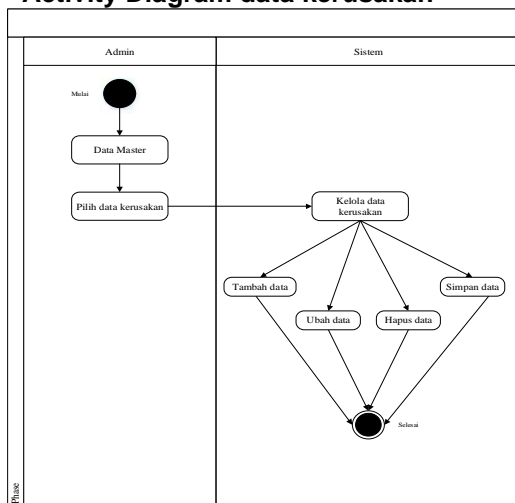 Activity Diagram data kerusakan
Admin
Sistem
Mulai
Data Master
Pilih data kerusakan
Kelola data
kerusakan
Tambah data
Simpan data
Ubah data
Hapus data
Selesai
Phase